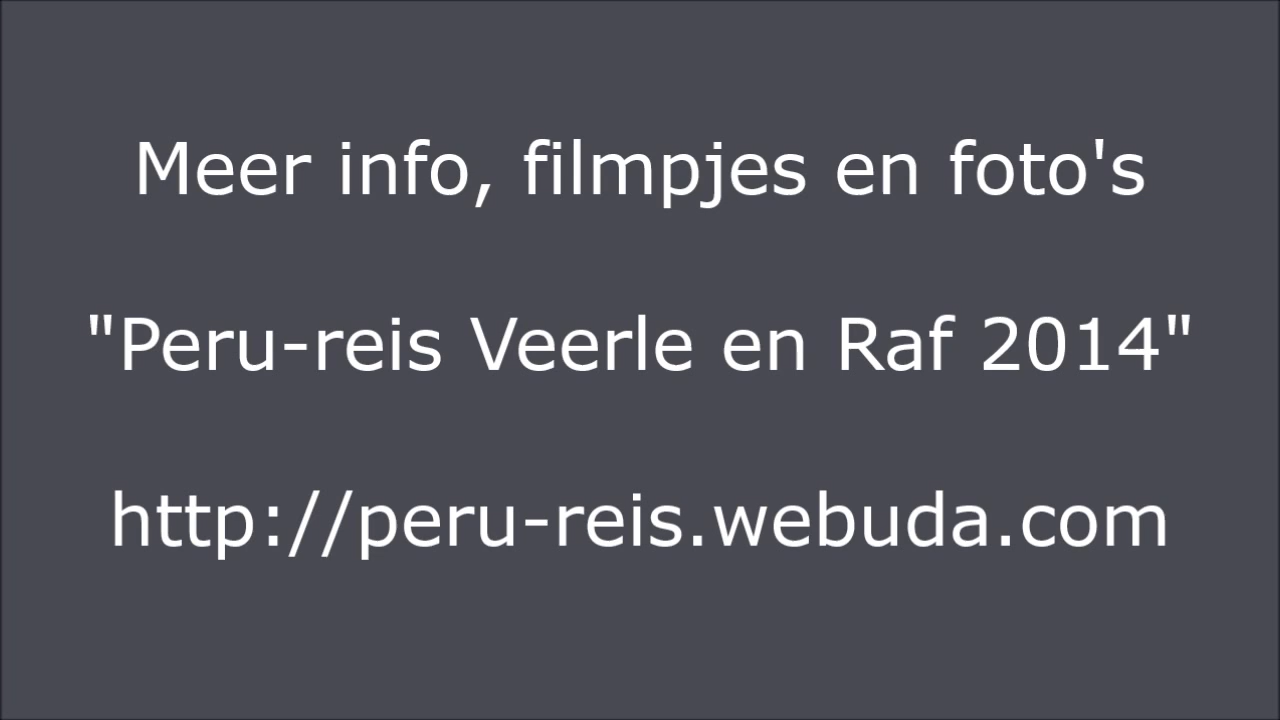 Meer info, filmpjes en foto's
"Peru-reis Veerle en Raf 2014"
http://peru-reis.webuda.com